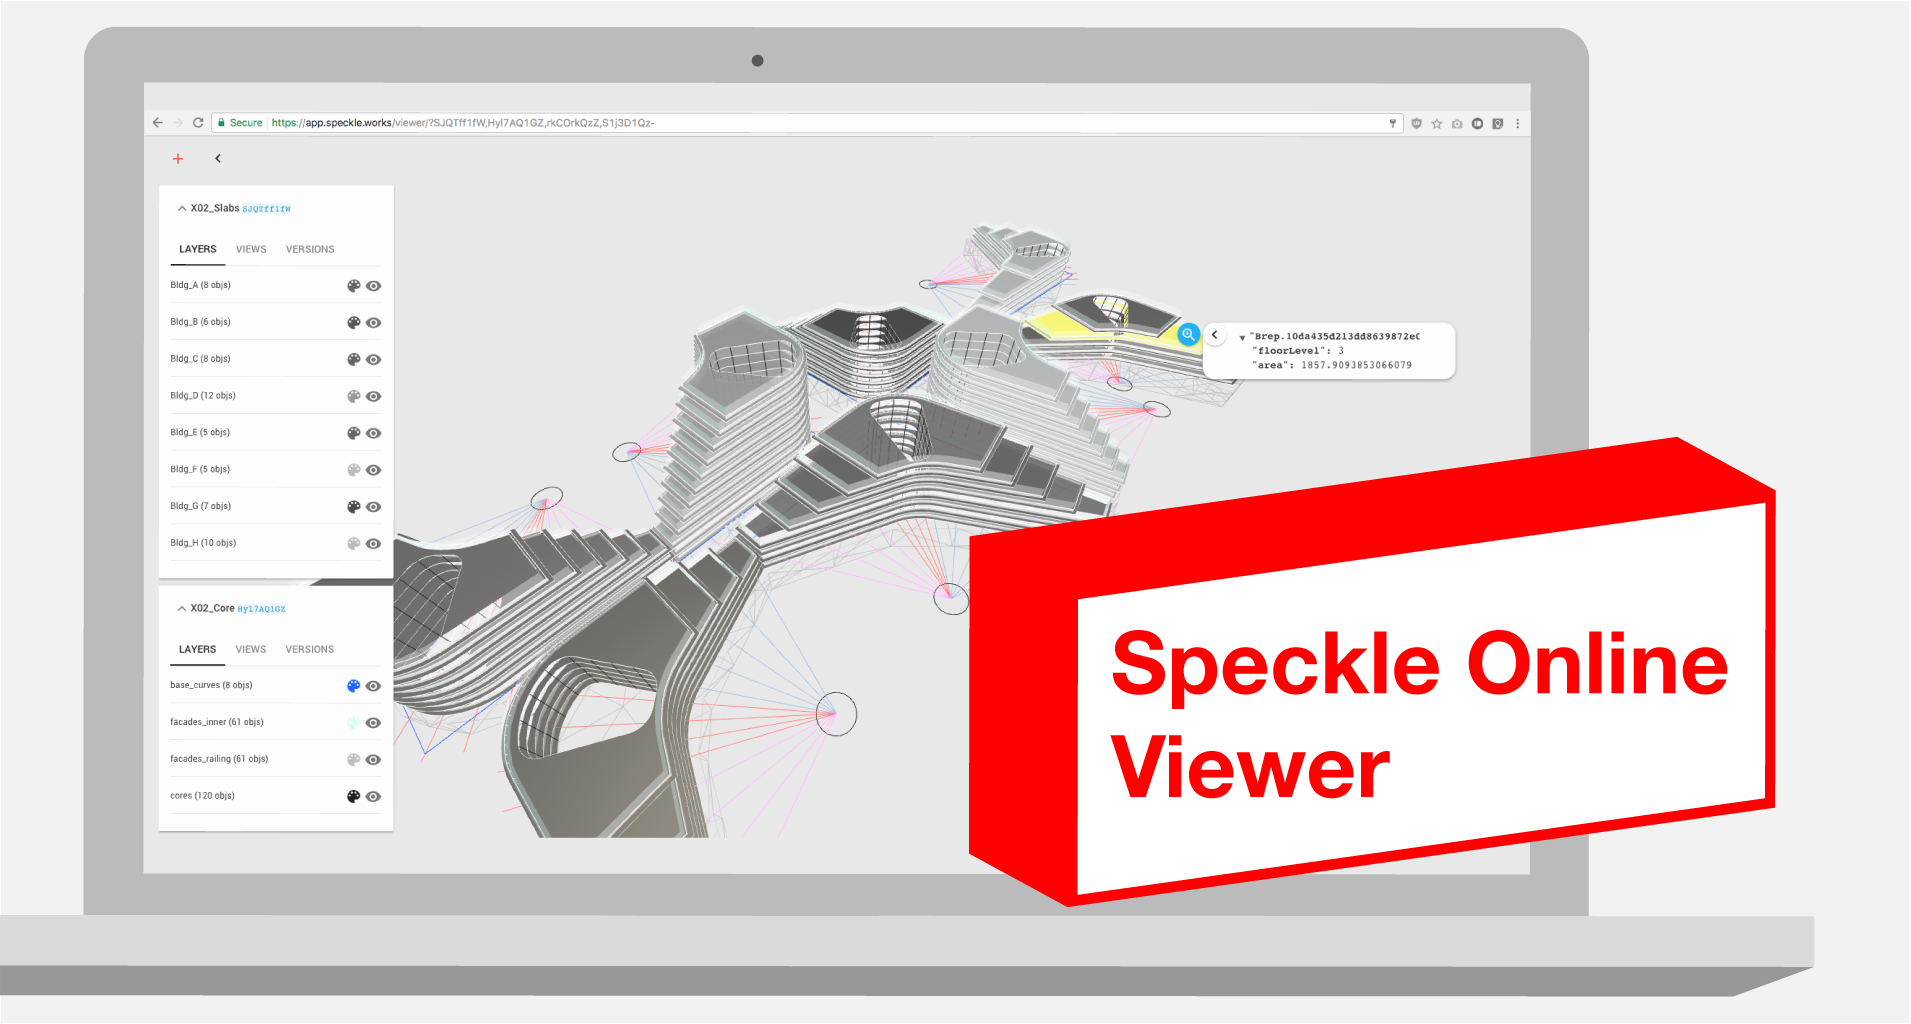 Secure https://app.speckle.works/viewer/?SJQTff1fW,Hyl7AQ1GZ,rkCOrkQzZ,S1j3D1Qz-
X02_Slabs SJQTff1fW
LAYERS VIEWS VERSIONS
Bldg_A (8 objs)
Bldg_B (6 objs)
Bldg_C (8 objs)
Bldg_D (12 objs)
Bldg_E (5 objs)
Bldg_F (5 objs)
Bldg_G (7 objs)
Bldg_H (10 objs)
X02_Core Hyl7AQ1GZ
LAYERS VIEWS VERSIONS
base_curves (8 objs)
facades_inner (61 objs)
facades_railing (61 objs)
cores (120 objs)
"Brep.10da435d213dd8639872e0
"floorLevel": 3
"area": 1857.9093853066079
Speckle Online
Viewer